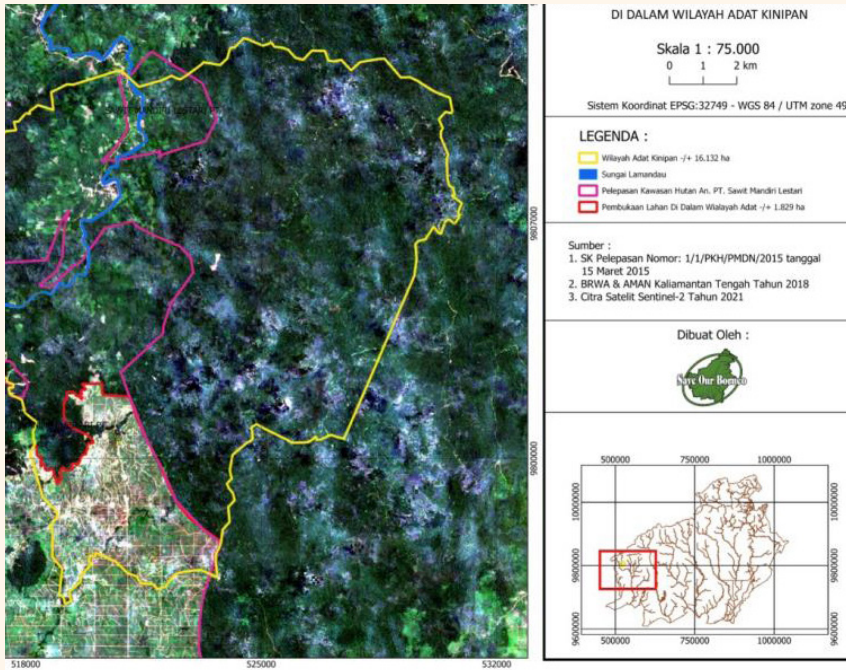 DI DALAM WILAYAH ADAT KINIPAN
Skala 1 : 75.000
0 1 2 km
Sistem Koordinat EPSG:32749 - WGS 84 / UTM zone 49
LEGENDA :
Wilayah Adat Kinipan -/+ 16.132 ha
Sungai Lamandau
Pelepasan Kawasan Hutan An. PT. Sawit Mandiri Lestari
Pembukaan Lahan Di Dalam Wialayah Adat -/+ 1.829 ha
Sumber :
1. SK Pelepasan Nomor: 1/1/PKH/PMDN/2015 tanggal
15 Maret 2015
2. BRWA & AMAN Kaliamantan Tengah Tahun 2018
3. Citra Satelit Sentinel-2 Tahun 2021
Dibuat Oleh :
Save Our Borneo
500000 750000 1000000
10000000 10000000
9800000 9800000
9600000 9600000
500000 750000 1000000
9807000
9800000
518000 525000 532000